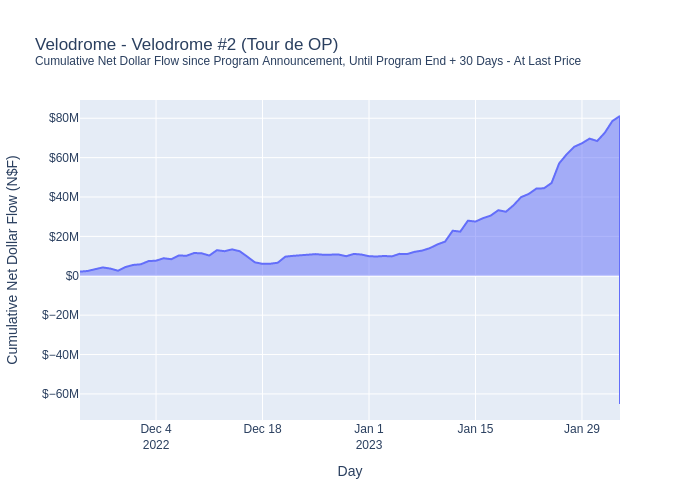 Velodrome - Velodrome #2 (Tour de OP)
Cumulative Net Dollar Flow since Program Announcement, Until Program End + 30 Days - At Last Price
Cumulative Net Dollar Flow (N$F)
$80M
$60M
$40M
$20M
$0
$−20M
$−40M
$−60M
Dec 4 Dec 18 Jan 1 Jan 15 Jan 29
2022 2023
Day